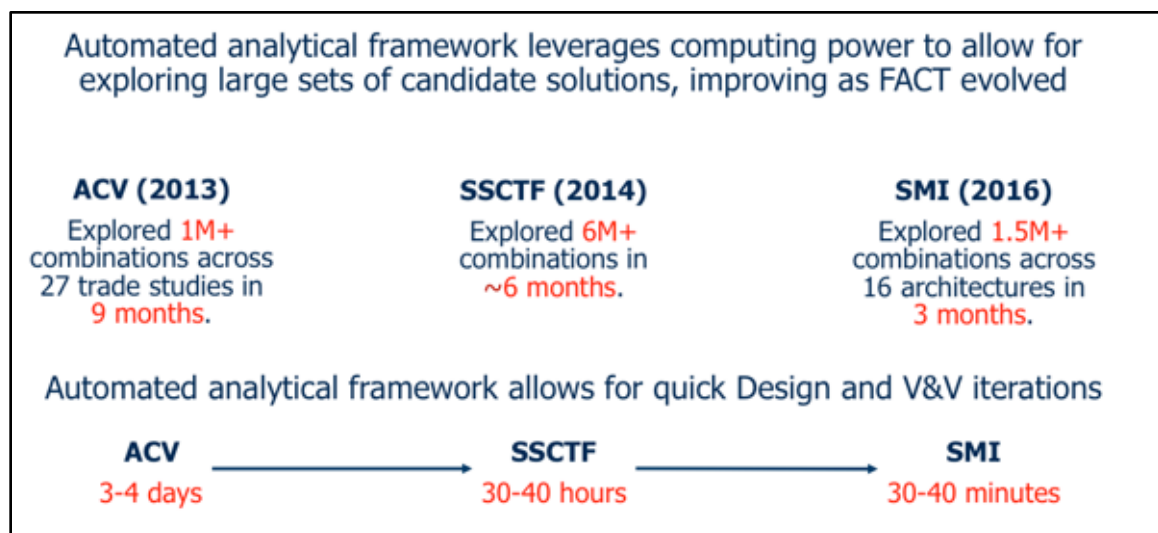 Automated analytical framework leverages computing power to allow for
exploring large sets of candidate solutions, improving as FACT evolved
ACV (2013)
Explored 1M+
combinations across
27 trade studies in
9 months.
SSCTF (2014)
Explored 6M+
combinations in
~6 months.
SMI (2016)
Explored 1.5M+
combinations across
16 architectures in
3 months.
Automated analytical framework allows for quick Design and V&V iterations
ACV
3-4 days
SSCTF
30-40 hours
SMI
30-40 minutes